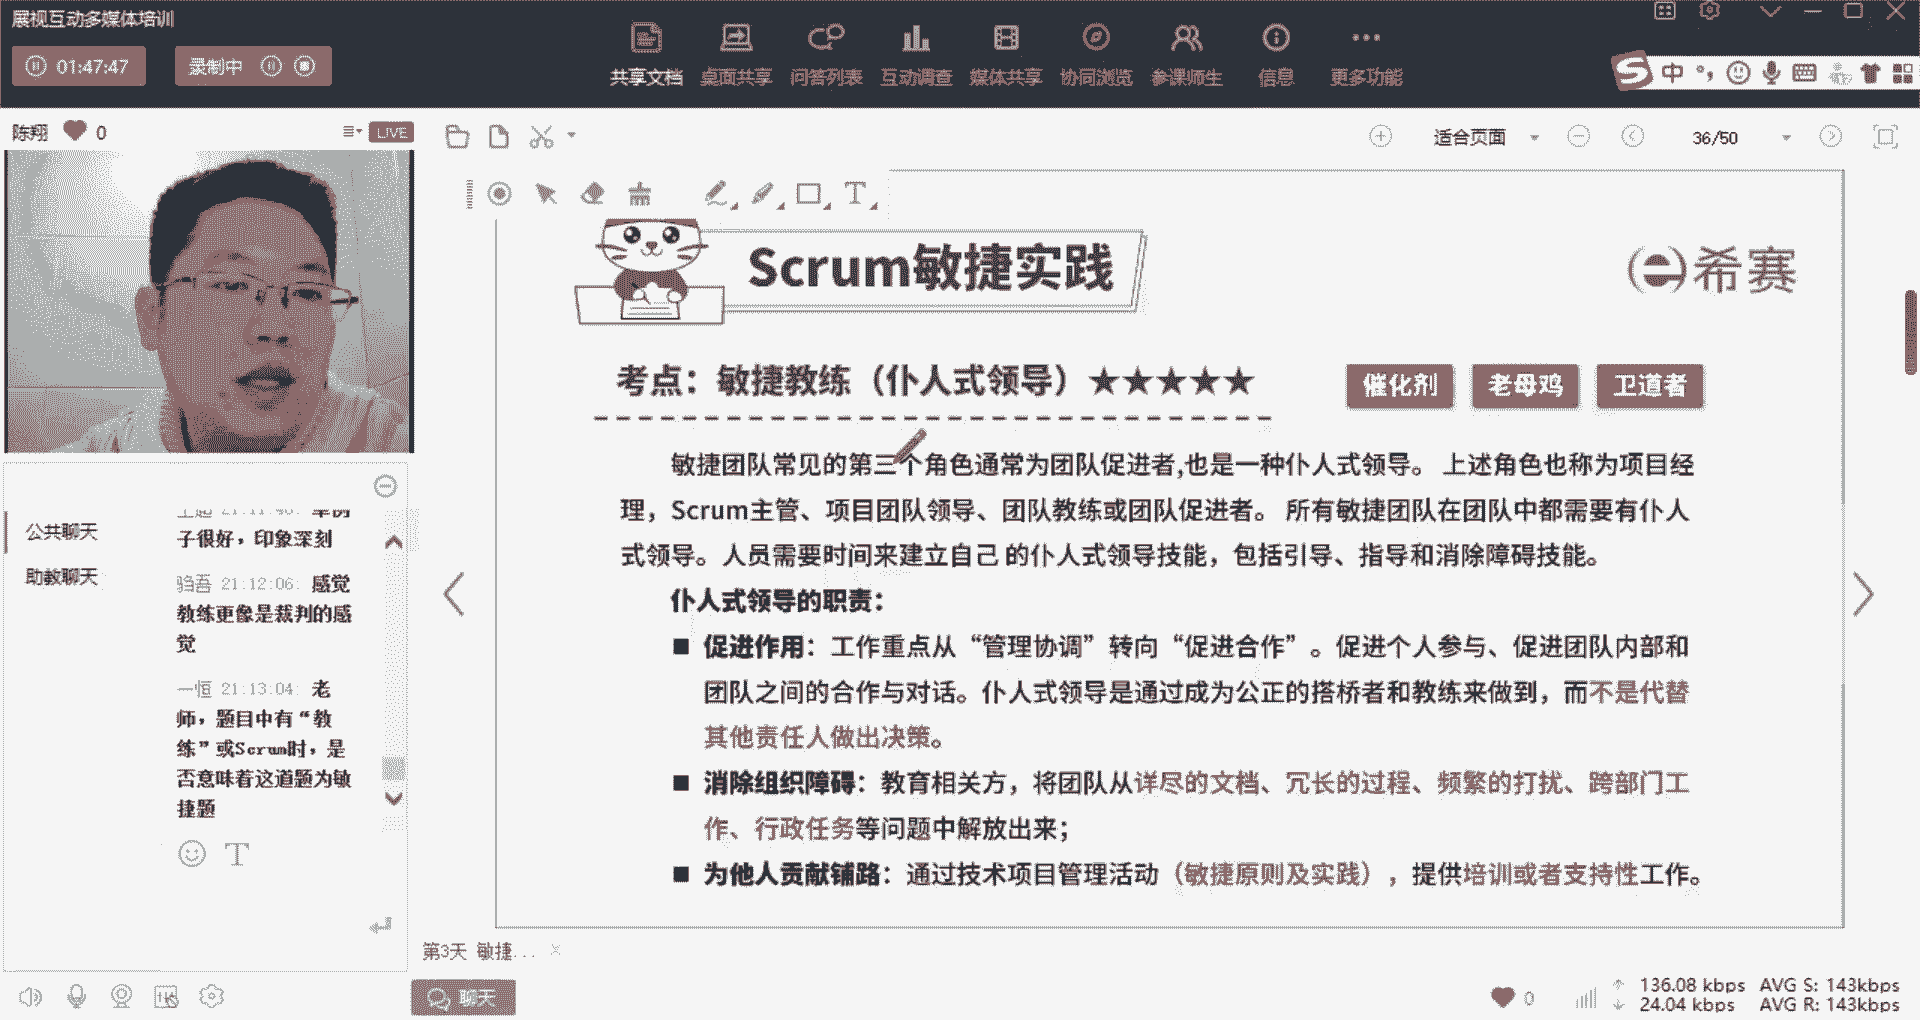 展视互动多媒体培训
01:47:47
录制中
共享文档 桌面共享 问答列表 互动调查 媒体共享 协同浏览 参课师生 信息 更多功能
中
陈翔 0
LIVE
适合页面
36/50
公共聊天
助教聊天
子很好，印象深刻
21:12:06: 感觉
教练更像是裁判的感
觉
一恒 21:13:04: 老
师，题目中有“教
练”或Scrum时，是
否意味着这道题为敏
捷题
Scrum敏捷实践
希赛
考点：敏捷教练（仆人式领导）★★★★★
催化剂 老母鸡 卫道者
敏捷团队常见的第三个角色通常为团队促进者,也是一种仆人式领导。 上述角色也称为项目经
理，Scrum主管、项目团队领导、团队教练或团队促进者。 所有敏捷团队在团队中都需要有仆人
式领导。人员需要时间来建立自己 的仆人式领导技能，包括引导、指导和消除障碍技能。
仆人式领导的职责：
■ 促进作用：工作重点从“管理协调”转向“促进合作”。促进个人参与、促进团队内部和
团队之间的合作与对话。仆人式领导是通过成为公正的搭桥者和教练来做到，而不是代替
其他责任人做出决策。
■ 消除组织障碍：教育相关方，将团队从详尽的文档、冗长的过程、频繁的打扰、跨部门工
作、行政任务等问题中解放出来；
■ 为他人贡献铺路：通过技术项目管理活动（敏捷原则及实践），提供培训或者支持性工作。
第3天 敏捷...
聊天
0
136.08 kbps AVG S: 143kbps
24.04 kbps AVG R: 143kbps